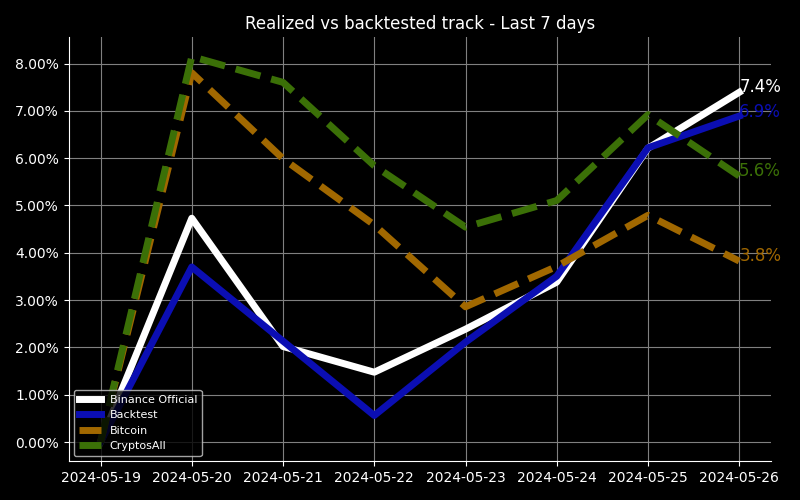 Realized vs backtested track - Last 7 days
8.00%
7.00%
6.00%
5.00%
4.00%
3.00%
2.00%
1.00%
0.00%
7.4%
6.9%
5.6%
3.8%
Binance Official
Backtest
Bitcoin
CryptosAll
2024-05-19 2024-05-20 2024-05-21 2024-05-22 2024-05-23 2024-05-24 2024-05-25 2024-05-26